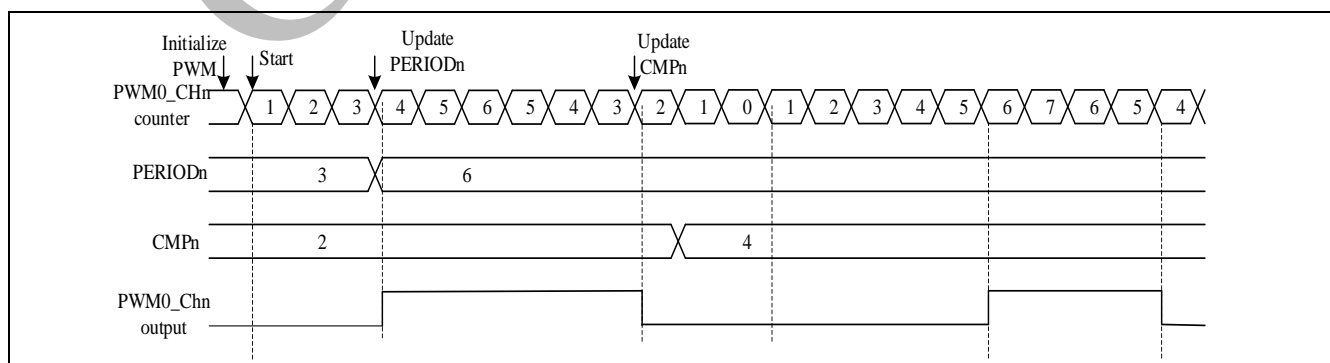 Initialize
PWM
Start
Update
PERIODn
Update
CMPn
PWM0_CHn
counter
1 2 3 4 5 6 5 4 3 2 1 0 1 2 3 4 5 6 7 6 5 4
PERIODn
3 6
CMPn
2 4
PWM0_Chn
output